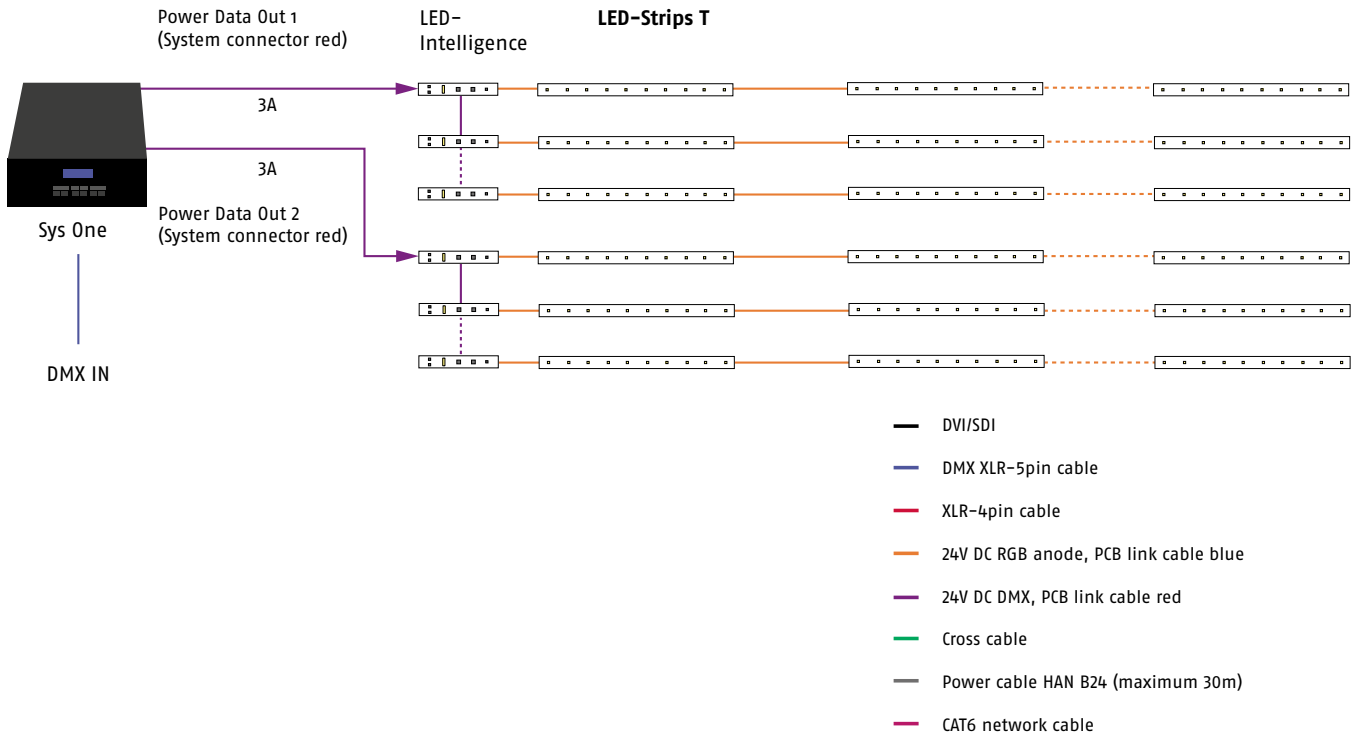 Power Data Out 1
(System connector red)
LED-
Intelligence
LED-Strips T
3A
3A
Power Data Out 2
(System connector red)
Sys One
DMX IN
DVI/SDI
DMX XLR-5pin cable
XLR-4pin cable
24V DC RGB anode, PCB link cable blue
24V DC DMX, PCB link cable red
Cross cable
Power cable HAN B24 (maximum 30m)
CAT6 network cable